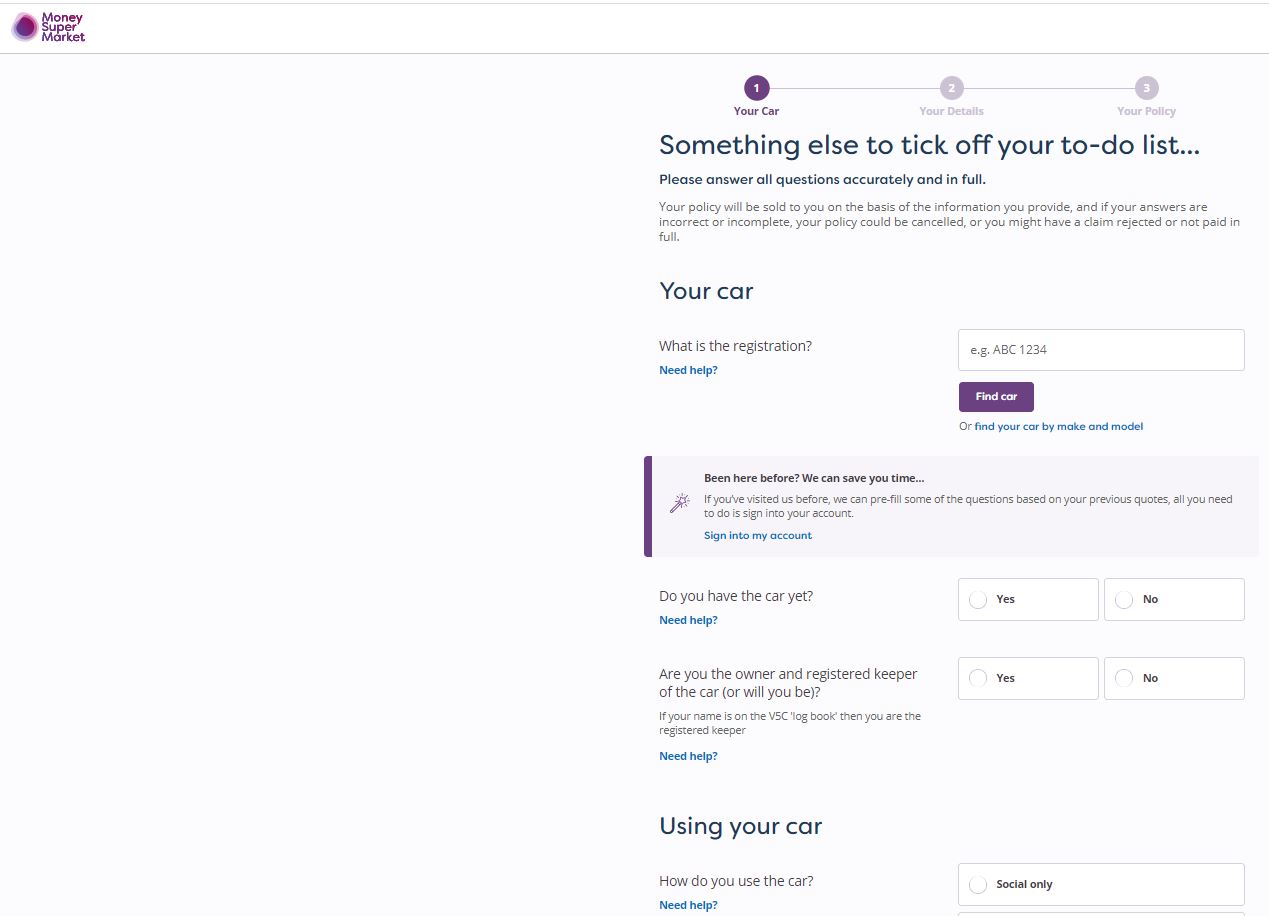 Money
Super
Market
1
2
3
Your Car
Your Details
Your Policy
Something else to tick off your to-do list...
Please answer all questions accurately and in full.
Your policy will be sold to you on the basis of the information you provide, and if your answers are
incorrect or incomplete, your policy could be cancelled, or you might have a claim rejected or not paid in
full.
Your car
What is the registration?
e.g. ABC 1234
Need help?
Find car
Or find your car by make and model
Been here before? We can save you time...
If you've visited us before, we can pre-fill some of the questions based on your previous quotes, all you need
to do is sign into your account.
Sign into my account
Do you have the car yet?
Yes
No
Need help?
Are you the owner and registered keeper
of the car (or will you be)?
Yes
No
If your name is on the V5C 'log book' then you are the
registered keeper
Need help?
Using your car
How do you use the car?
Social only
Need help?